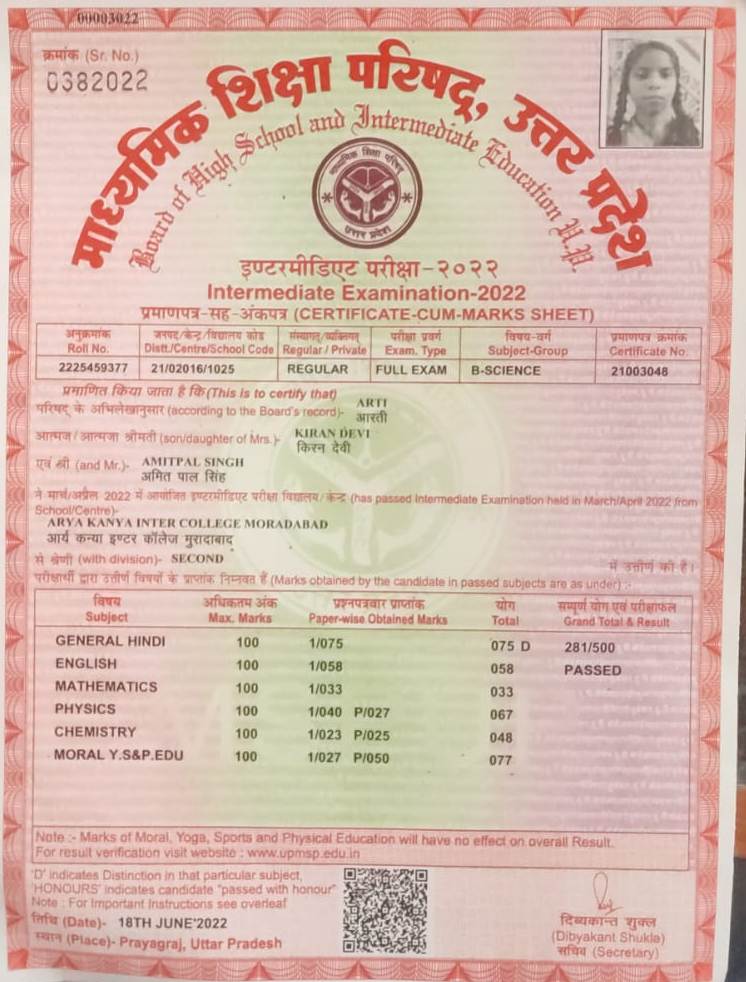 00003022
क्रमांक (Sr. No.)
0382022
माध्यमिक शिक्षा परिषद्, उत्तर प्रदेश
Board of High School and Intermediate Education U.P.
माध्यमिक शिक्षा परिषद्
उत्तर प्रदेश
इण्टरमीडिएट परीक्षा-२०२२
Intermediate Examination-2022
प्रमाणपत्र-सह-अंकपत्र (CERTIFICATE-CUM-MARKS SHEET)
अनुक्रमांक जनपद/केन्द्र/विद्यालय कोड संस्थागत/व्यक्तिगत परीक्षा प्रवर्ग विषय-वर्ग प्रमाणपत्र क्रमांक
Roll No. Distt./Centre/School Code Regular / Private Exam. Type Subject-Group Certificate No.
2225459377 21/02016/1025 REGULAR FULL EXAM B-SCIENCE 21003048
प्रमाणित किया जाता है कि (This is to certify that)
परिषद् के अभिलेखानुसार (according to the Board's record)- ARTI
आरती
आत्मज/आत्मजा श्रीमती (son/daughter of Mrs.)- KIRAN DEVI
किरन देवी
एवं श्री (and Mr.)- AMITPAL SINGH
अमित पाल सिंह
ने मार्च/अप्रैल 2022 में आयोजित इण्टरमीडिएट परीक्षा विद्यालय/केन्द्र (has passed Intermediate Examination held in March/April 2022 from
School/Centre)-
ARYA KANYA INTER COLLEGE MORADABAD
आर्य कन्या इण्टर कॉलेज मुरादाबाद
से श्रेणी (with division)- SECOND में उत्तीर्ण की है।
परीक्षार्थी द्वारा उत्तीर्ण विषयों के प्राप्तांक निम्नवत हैं (Marks obtained by the candidate in passed subjects are as under) :-
विषय अधिकतम अंक प्रश्नपत्रवार प्राप्तांक योग सम्पूर्ण योग एवं परीक्षाफल
Subject Max. Marks Paper-wise Obtained Marks Total Grand Total & Result
GENERAL HINDI 100 1/075 075 D 281/500
ENGLISH 100 1/058 058 PASSED
MATHEMATICS 100 1/033 033
PHYSICS 100 1/040 P/027 067
CHEMISTRY 100 1/023 P/025 048
MORAL Y.S&P.EDU 100 1/027 P/050 077
Note :- Marks of Moral, Yoga, Sports and Physical Education will have no effect on overall Result.
For result verification visit website : www.upmsp.edu.in
'D' indicates Distinction in that particular subject,
'HONOURS' indicates candidate "passed with honour"
Note : For Important Instructions see overleaf
तिथि (Date)- 18TH JUNE'2022
स्थान (Place)- Prayagraj, Uttar Pradesh
दिब्यकान्त शुक्ल
(Dibyakant Shukla)
सचिव (Secretary)